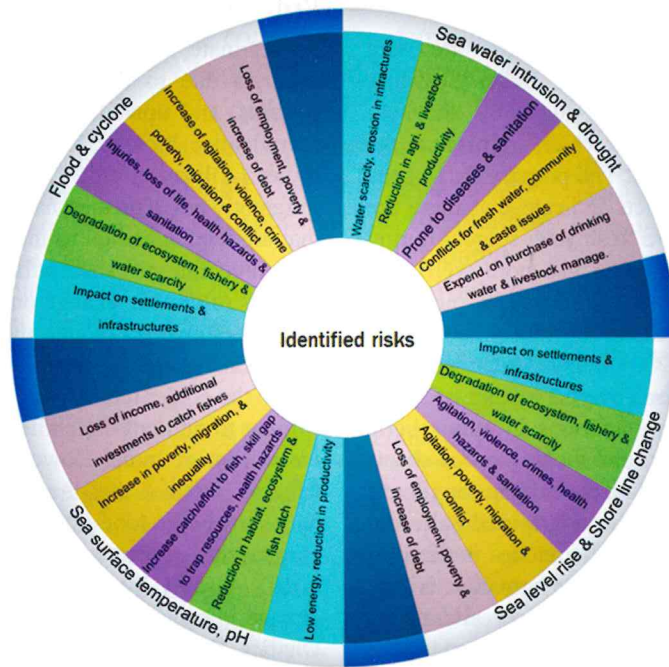 Identified risks
Sea water intrusion & drought
Water scarcity, erosion in infractures
Reduction in agri, & livestock
productivity
Prone to diseases & sanitation
Conflicts for fresh water, community
& caste issues
Expend. on purchase of drinking
water & livestock manage.
Sea level rise & Shore line change
Impact on settlements &
infrastructures
Degradation of ecosystem, fishery &
water scarcity
Agitation, violence, crimes, health
hazards & sanitation
Agitation, poverty, migration &
conflict
Loss of employment, poverty &
increase of debt
Sea surface temperature, pH
Low energy, reduction in productivity
Reduction in habitat, ecosystem &
fish catch
Increase catch/effort to fish, skill gap
to trap resources, health hazards
Increase in poverty, migration, &
inequality
Loss of income, additional
investments to catch fishes
Flood & cyclone
Impact on settlements &
infrastructures
Degradation of ecosystem, fishery &
water scarcity
Injuries, loss of life, health hazards &
sanitation
Increase of agitation, violence, crime
poverty, migration & conflict
Loss of employment, poverty &
increase of debt